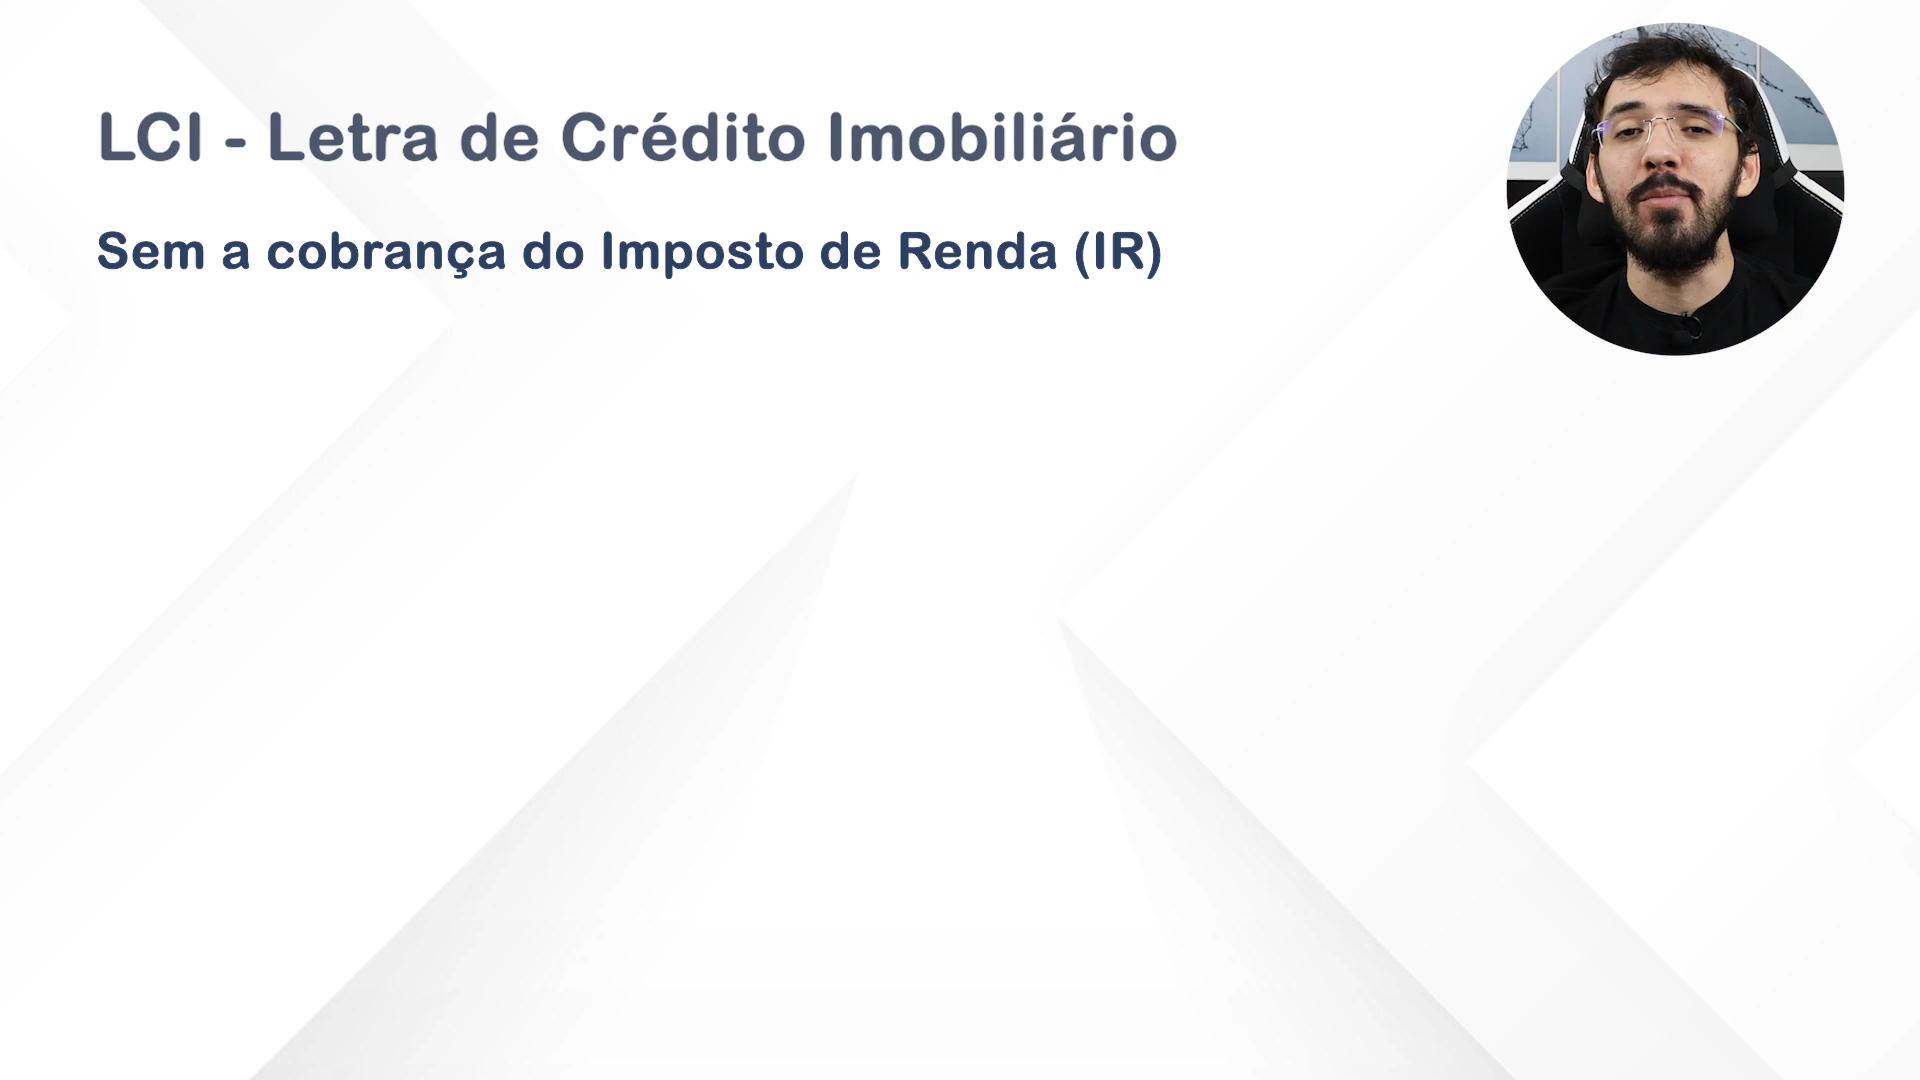 LCI - Letra de Crédito Imobiliário
Sem a cobrança do Imposto de Renda (IR)